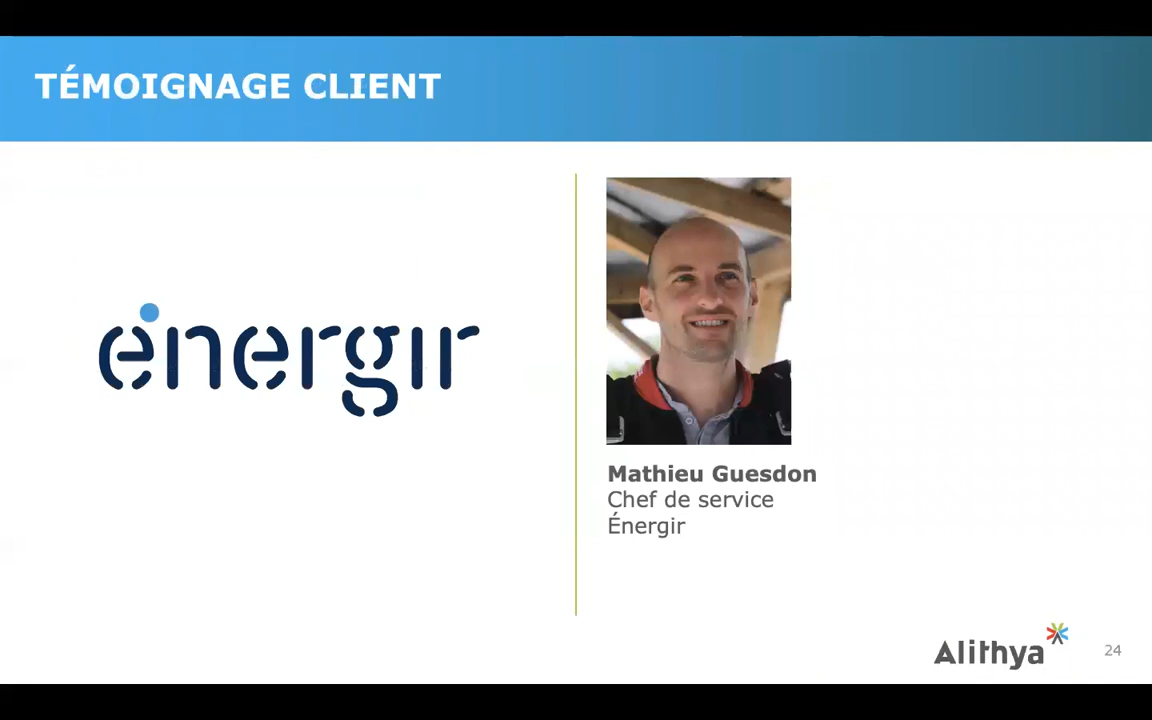 TÉMOIGNAGE CLIENT
énergir
Mathieu Guesdon
Chef de service
Énergir
Alithya
24